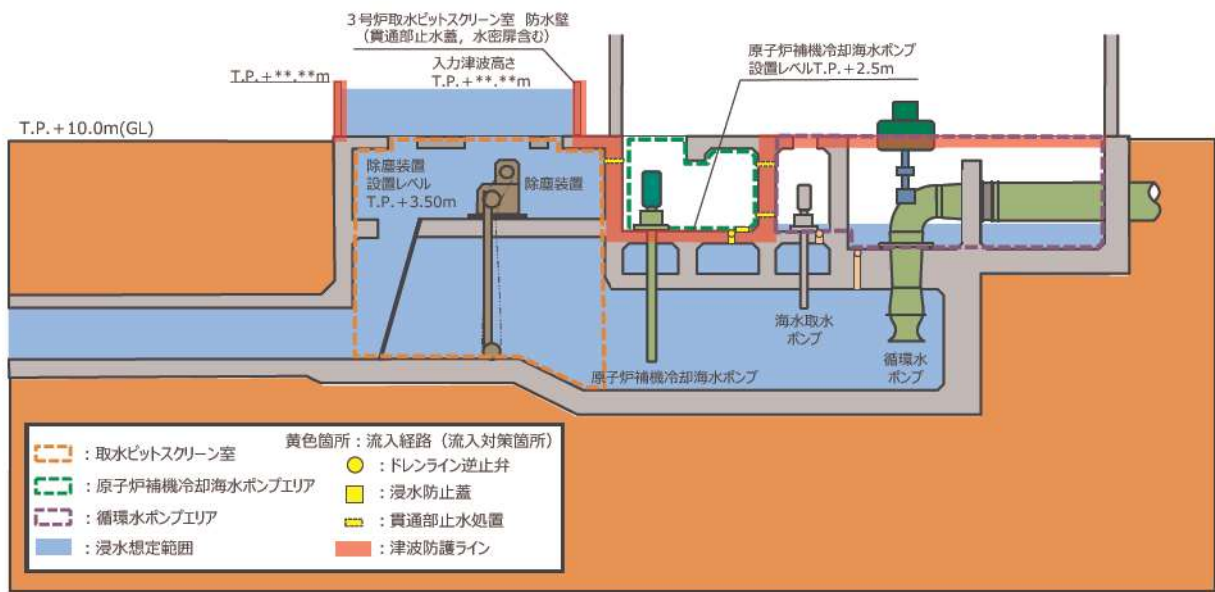 3号炉取水ピットスクリーン室 防水壁
(貫通部止水蓋, 水密扉含む)
原子炉補機冷却海水ポンプ
設置レベルT.P.+2.5m
T.P.+**.**m
入力津波高さ
T.P.+**.**m
T.P.+10.0m(GL)
除塵装置
設置レベル
T.P.+3.50m
除塵装置
海水取水
ポンプ
循環水
ポンプ
原子炉補機冷却海水ポンプ
：取水ピットスクリーン室
：原子炉補機冷却海水ポンプエリア
：循環水ポンプエリア
：浸水想定範囲
黄色箇所：流入経路（流入対策箇所）
：ドレンライン逆止弁
：浸水防止蓋
：貫通部止水処置
：津波防護ライン